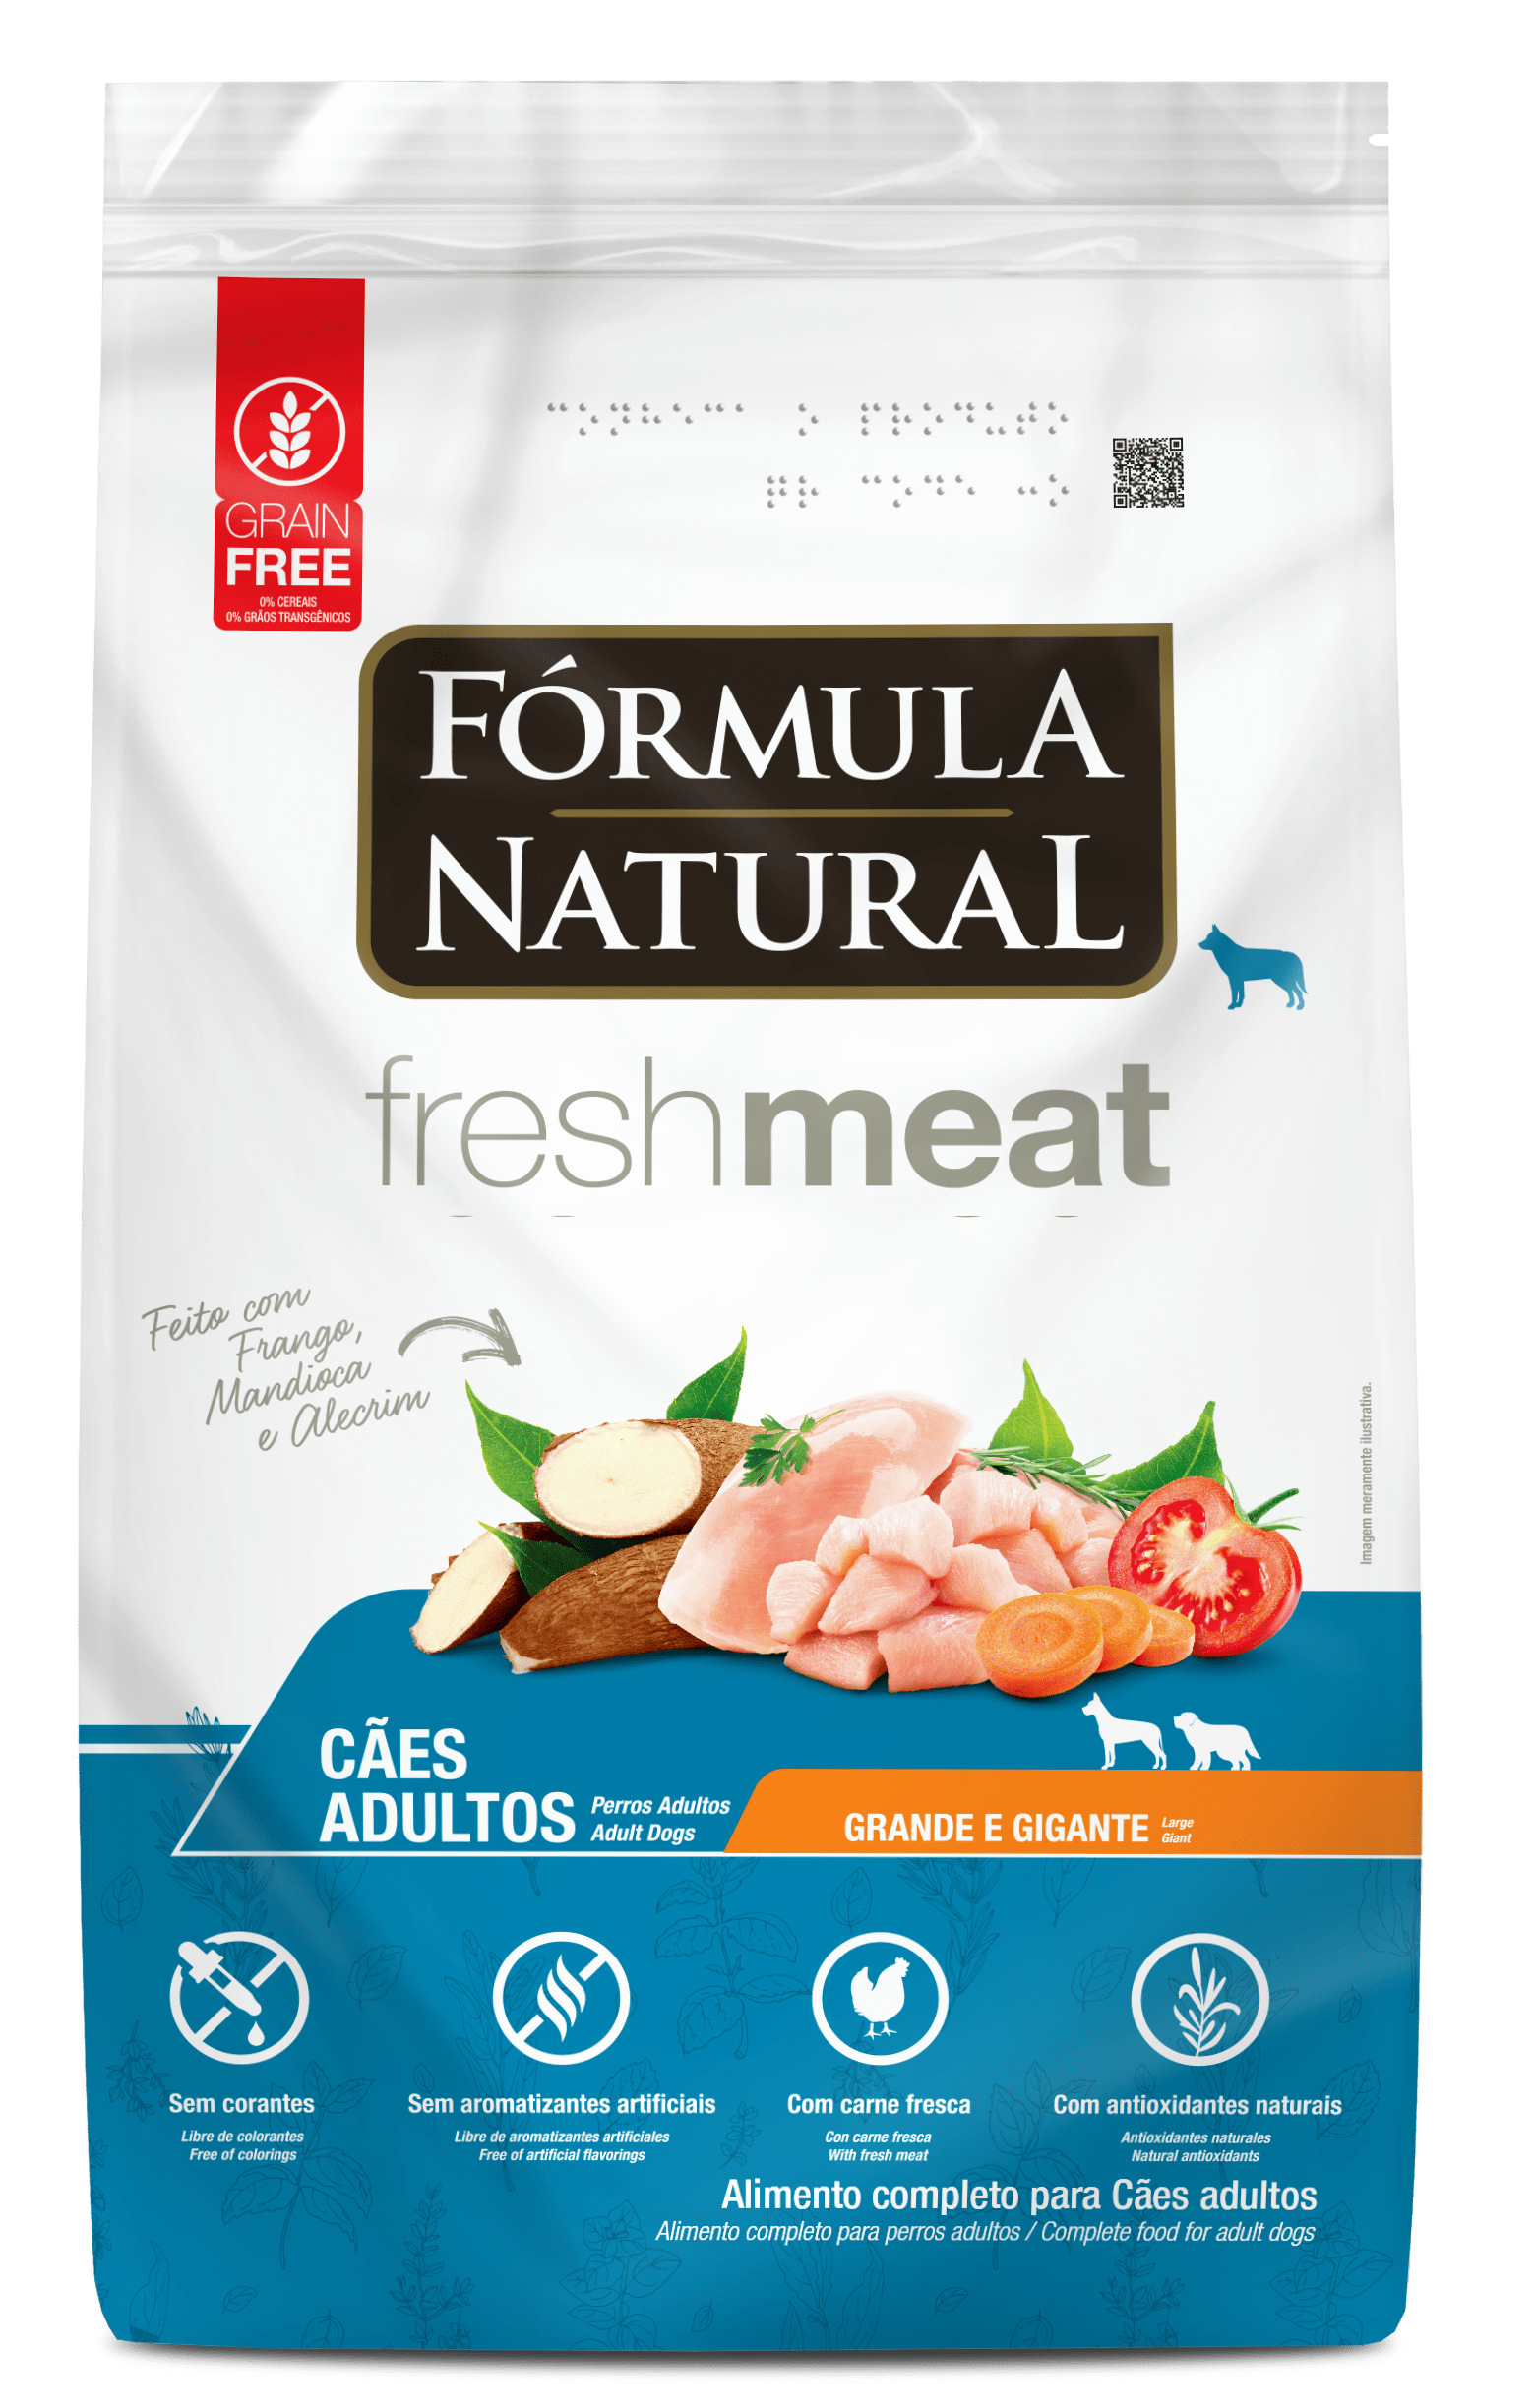 GRAIN
FREE
0% CEREAIS
0% GRÃOS TRANSGÊNICOS
FÓRMULA
NATURAL
freshmeat
Feito com
Frango,
Mandioca
e Alecrim
Imagem meramente ilustrativa.
CÃES
ADULTOS
Perros Adultos
Adult Dogs
GRANDE E GIGANTE
Large
Giant
Sem corantes
Libre de colorantes
Free of colorings
Sem aromatizantes artificiais
Libre de aromatizantes artificiales
Free of artificial flavorings
Com carne fresca
Con carne fresca
With fresh meat
Com antioxidantes naturais
Antioxidantes naturales
Natural antioxidants
Alimento completo para Cães adultos
Alimento completo para perros adultos / Complete food for adult dogs